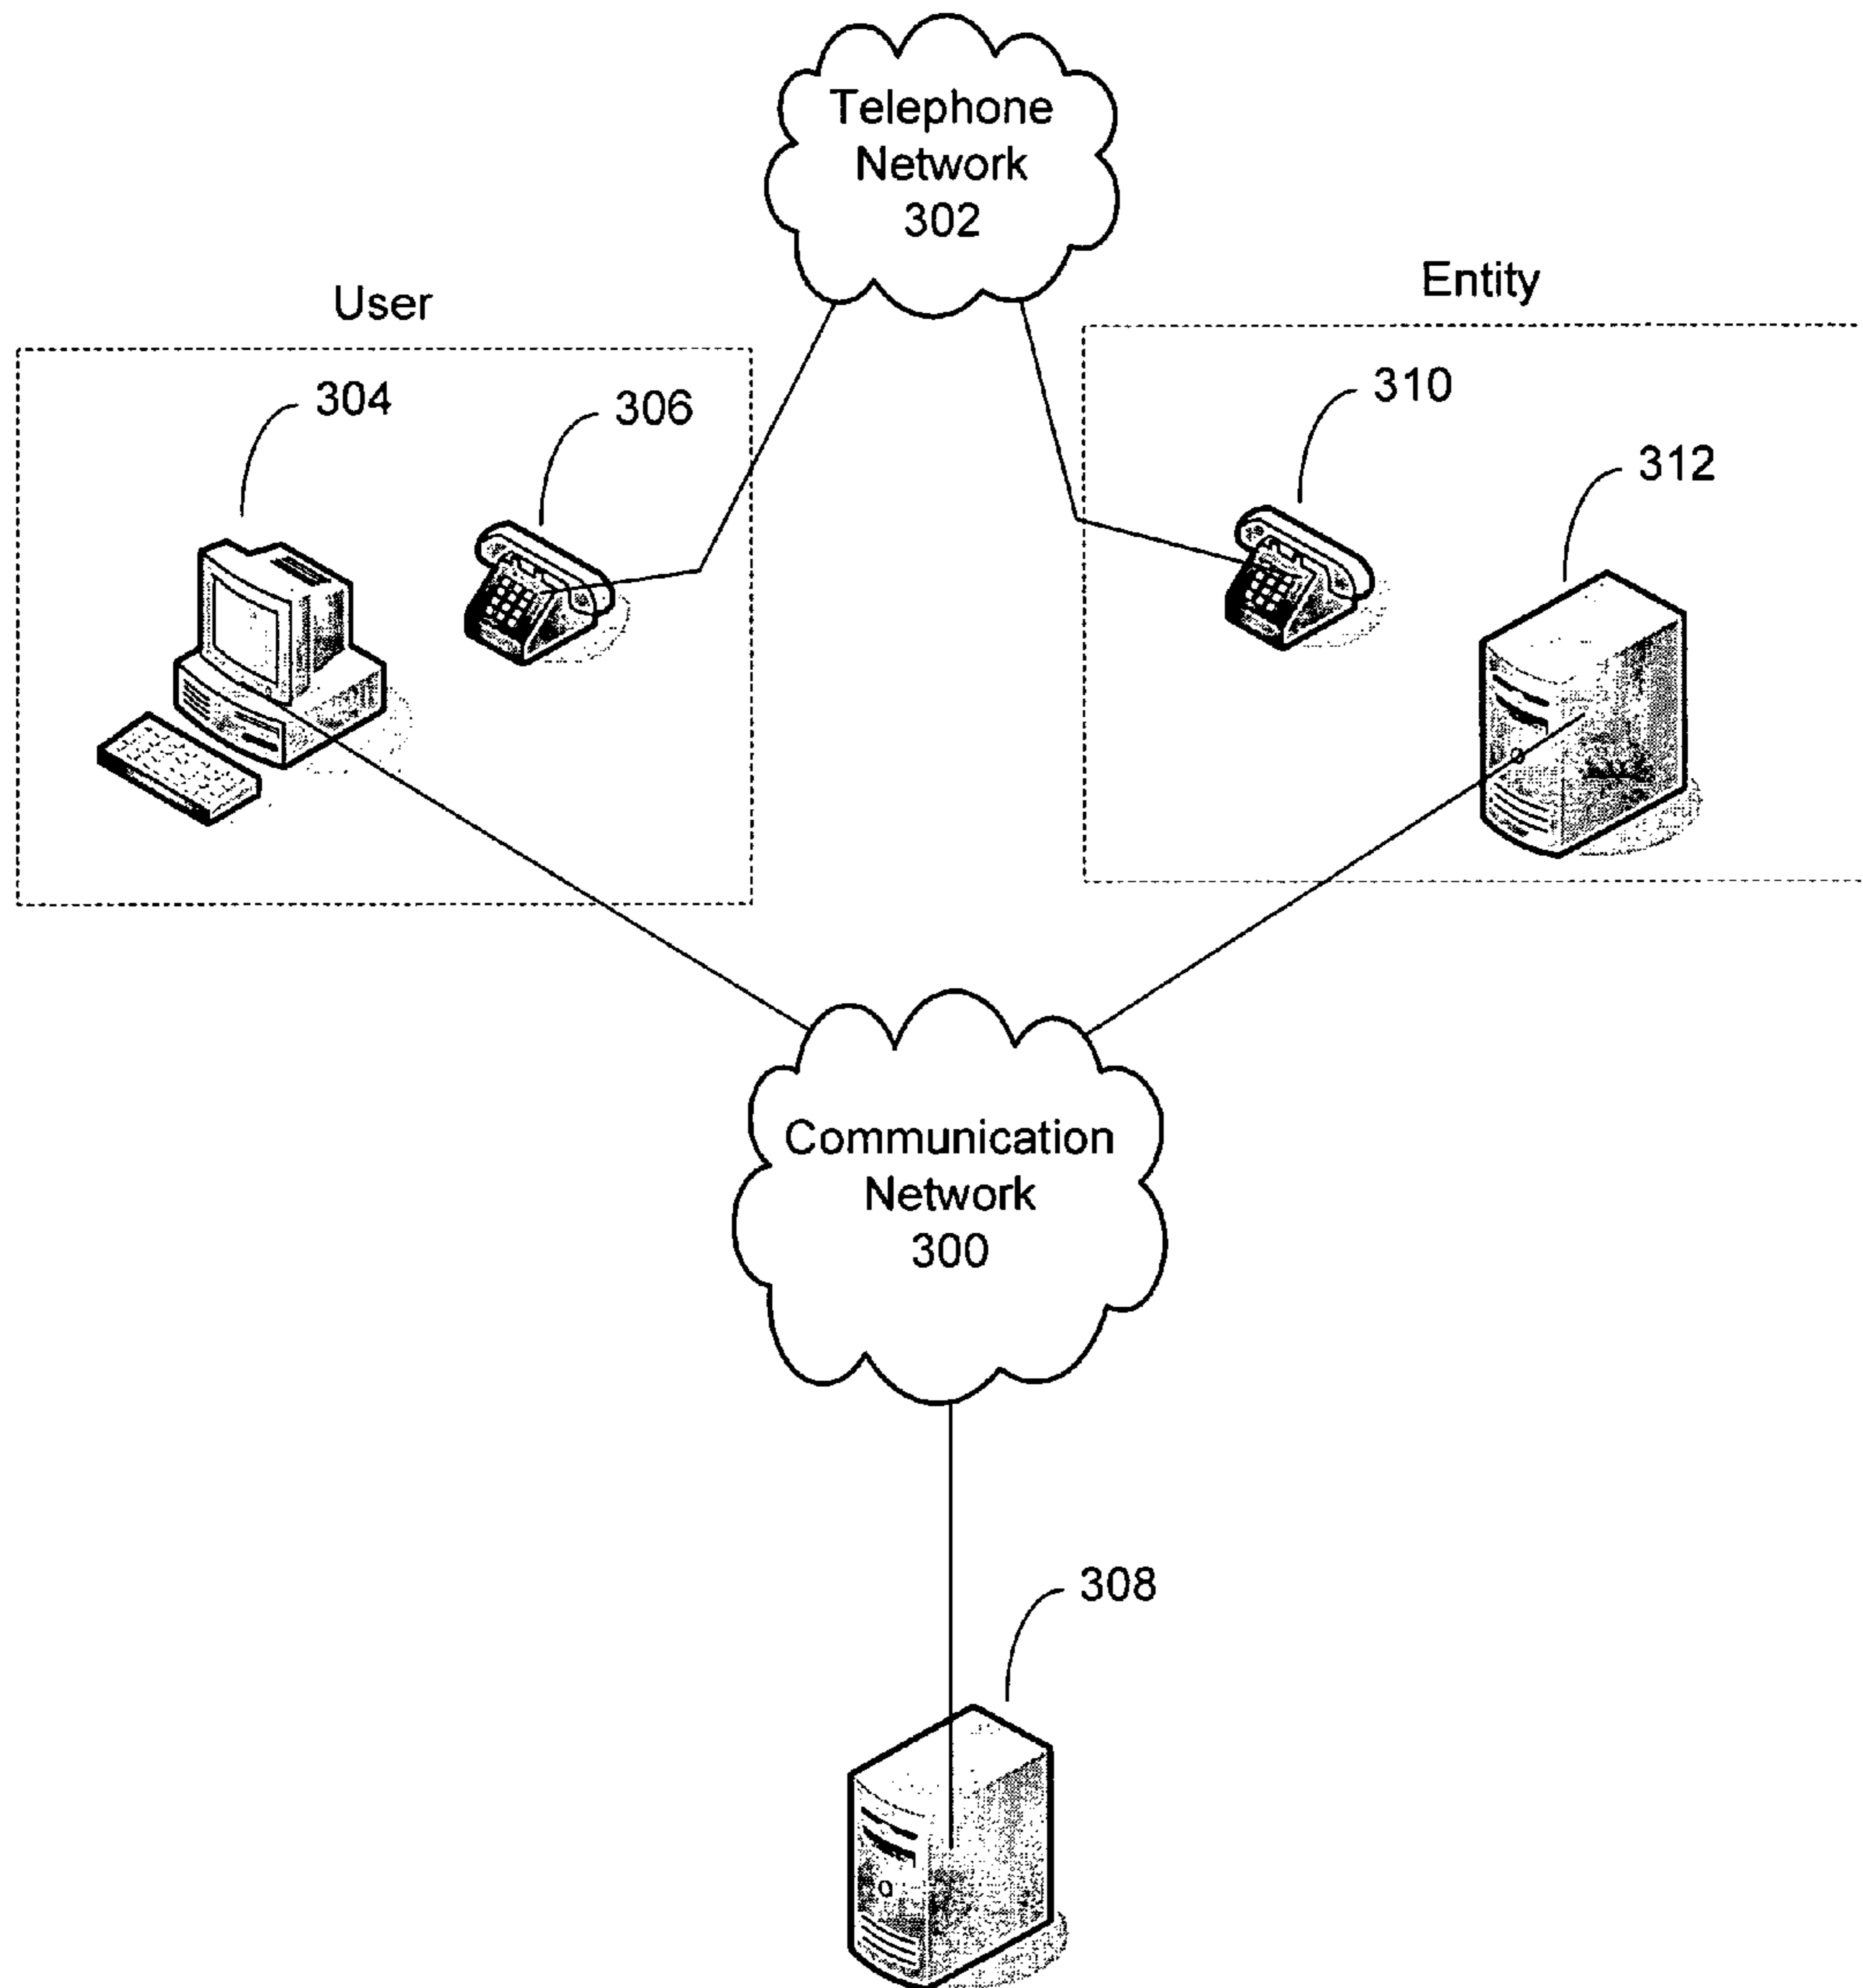 Telephone
Network
302
User
Entity
304
306
310
312
Communication
Network
300
308